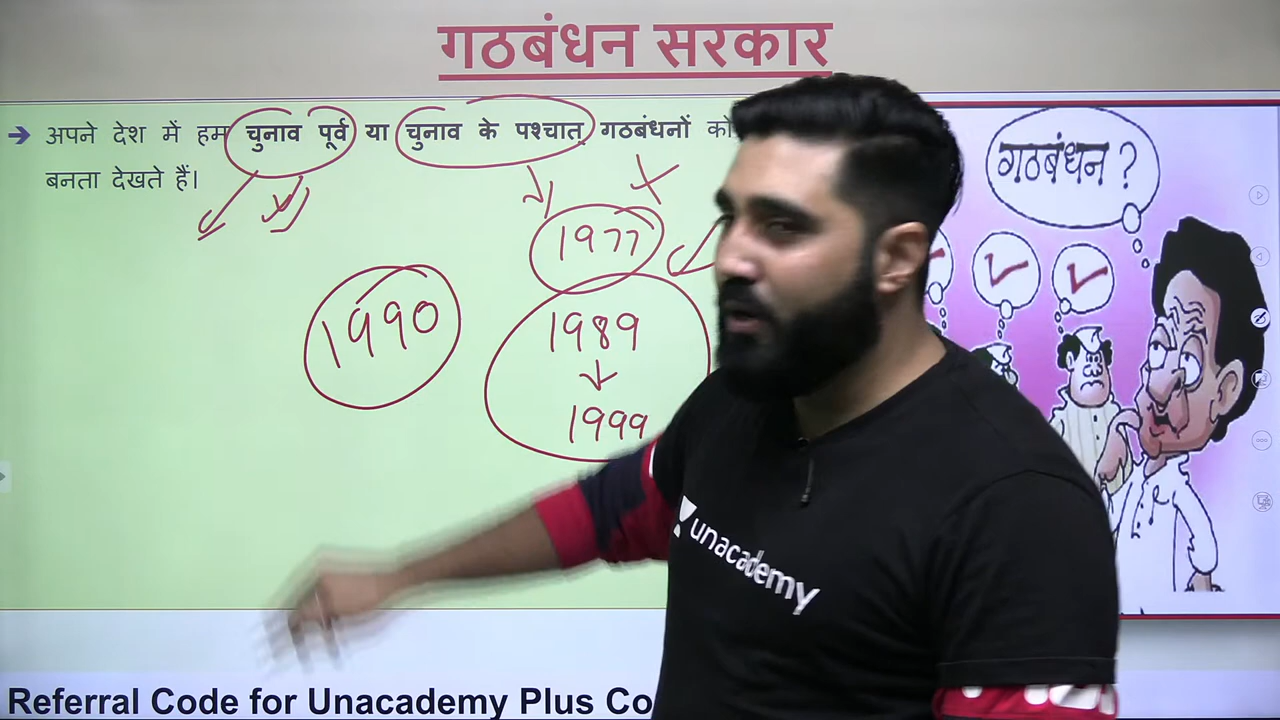 गठबंधन सरकार
अपने देश में हम चुनाव पूर्व या चुनाव के पश्चात् गठबंधनों को
बनता देखते हैं।
गठबंधन ?
1977
1990
1989
1999
unacademy
Referral Code for Unacademy Plus Co